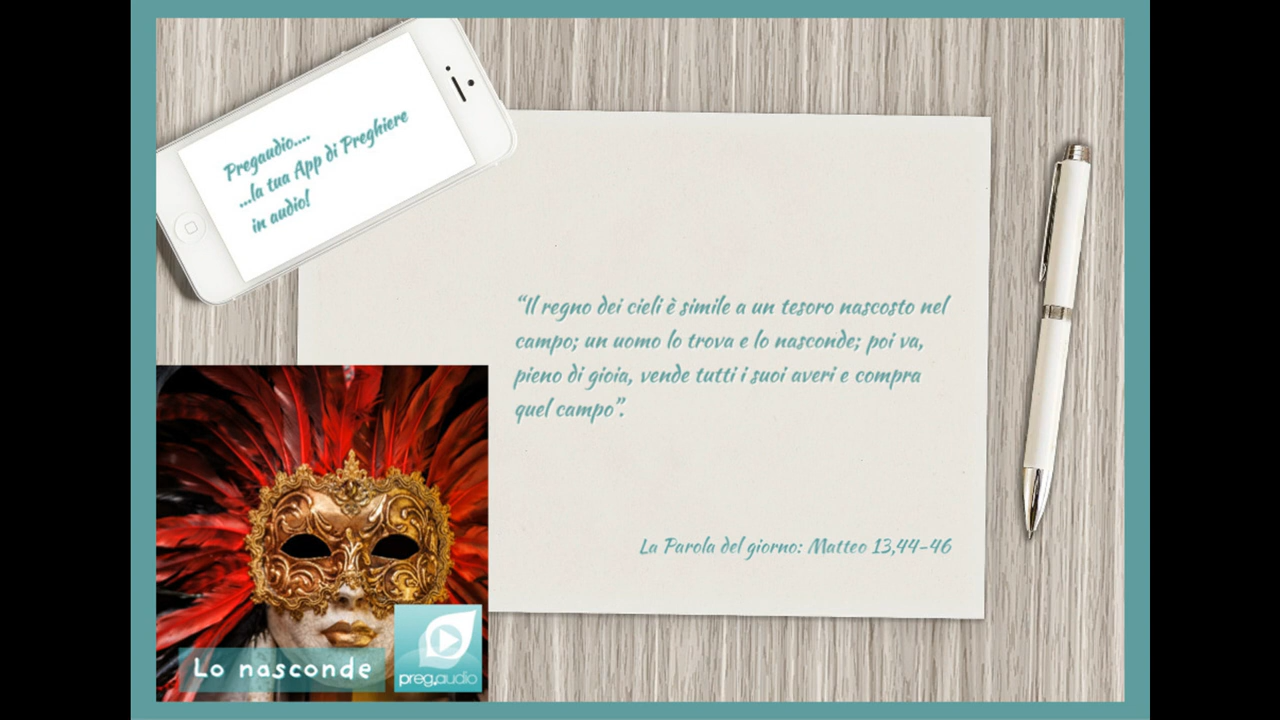 Pregaudio....
...la tua App di Preghiere
in audio!
“Il regno dei cieli è simile a un tesoro nascosto nel
campo; un uomo lo trova e lo nasconde; poi va,
pieno di gioia, vende tutti i suoi averi e compra
quel campo”.
La Parola del giorno: Matteo 13,44-46
Lo nasconde
preg.audio